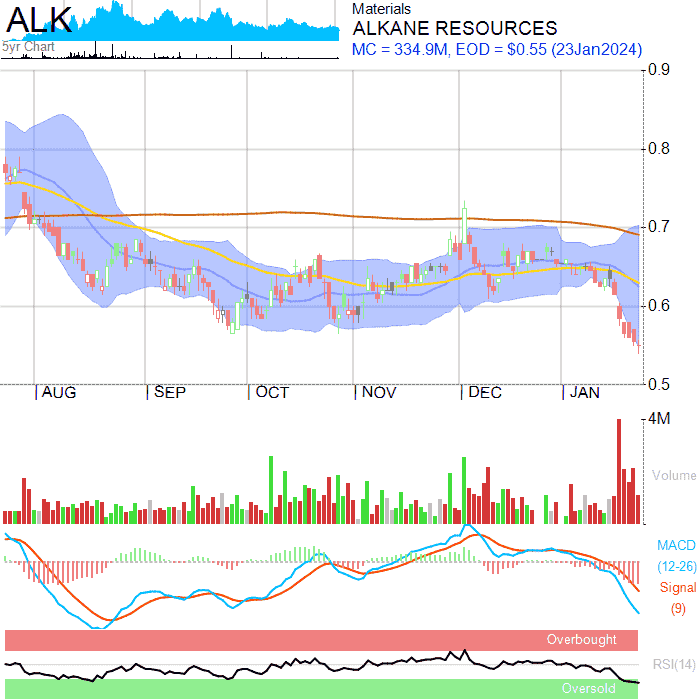 ALK
5yr Chart
Materials
ALKANE RESOURCES
MC = 334.9M, EOD = $0.55 (23Jan2024)
0.9
0.8
0.7
0.6
0.5
AUG SEP OCT NOV DEC JAN
4M
Volume
MACD
(12-26)
Signal
(9)
Overbought
RSI(14)
Oversold